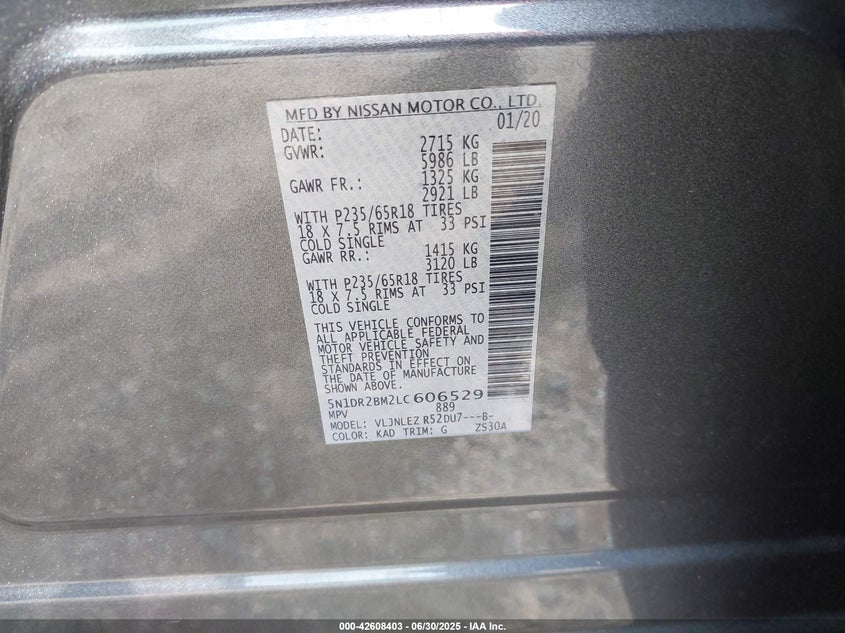 MFD BY NISSAN MOTOR CO., LTD.
DATE: 01/20
GVWR: 2715 KG
5986 LB
GAWR FR.: 1325 KG
2921 LB
WITH P235/65R18 TIRES
18 X 7.5 RIMS AT 33 PSI
COLD SINGLE
GAWR RR.: 1415 KG
3120 LB
WITH P235/65R18 TIRES
18 X 7.5 RIMS AT 33 PSI
COLD SINGLE
THIS VEHICLE CONFORMS TO
ALL APPLICABLE FEDERAL
MOTOR VEHICLE SAFETY AND
THEFT PREVENTION
STANDARDS IN EFFECT ON
THE DATE OF MANUFACTURE
SHOWN ABOVE.
5N1DR2BM2LC606529
MPV 889
MODEL: VLJNLEZ R52DU7---B-
COLOR: KAD TRIM: G ZS30A
000-42608403 - 06/30/2025 - IAA Inc.